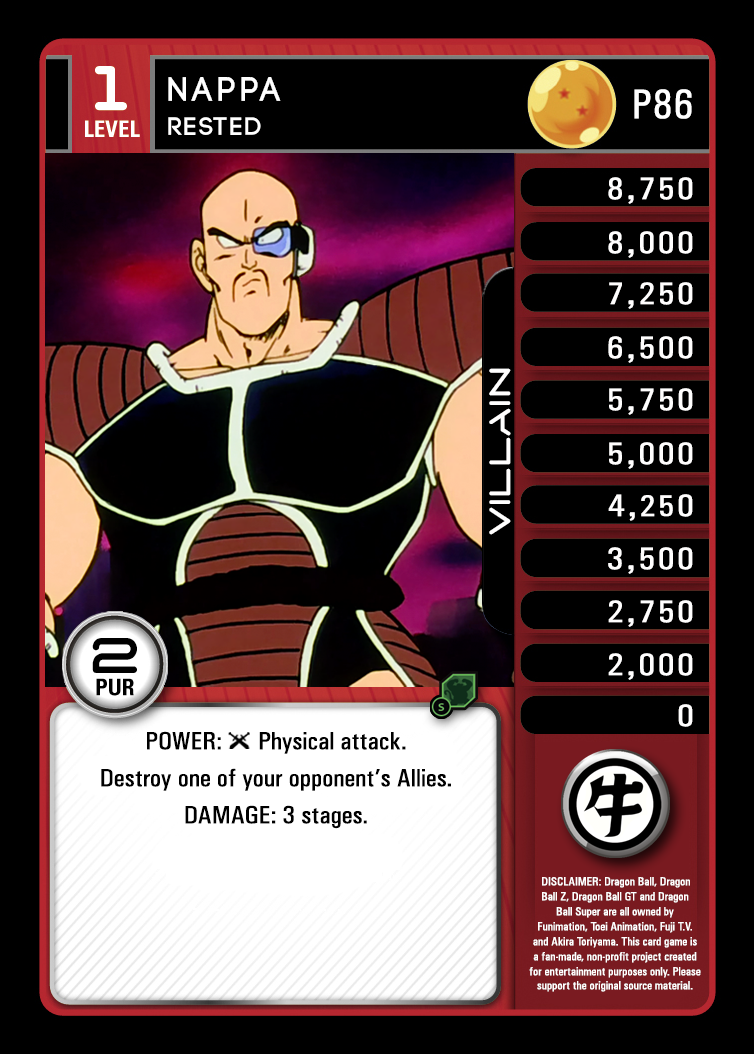 1
LEVEL
NAPPA
RESTED
P86
8,750
8,000
7,250
6,500
5,750
5,000
4,250
3,500
2,750
2,000
0
VILLAIN
2
PUR
S
POWER: Physical attack.
Destroy one of your opponent's Allies.
DAMAGE: 3 stages.
牛
DISCLAIMER: Dragon Ball, Dragon
Ball Z, Dragon Ball GT and Dragon
Ball Super are all owned by
Funimation, Toei Animation, Fuji T.V.
and Akira Toriyama. This card game is
a fan-made, non-profit project created
for entertainment purposes only. Please
support the original source material.